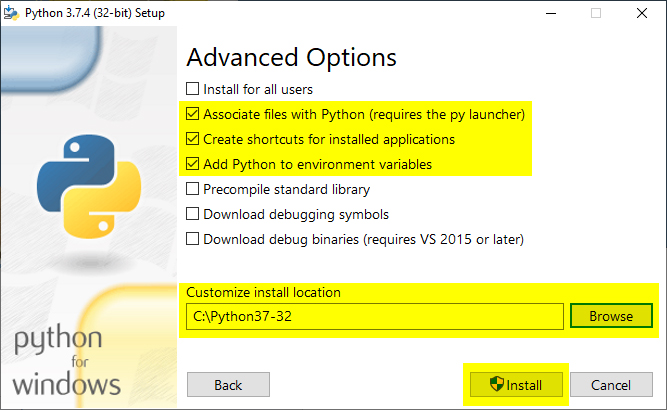 Python 3.7.4 (32-bit) Setup
Advanced Options
Install for all users
Associate files with Python (requires the py launcher)
Create shortcuts for installed applications
Add Python to environment variables
Precompile standard library
Download debugging symbols
Download debug binaries (requires VS 2015 or later)
Customize install location
C:\Python37-32
Browse
python
for
windows
Back
Install
Cancel